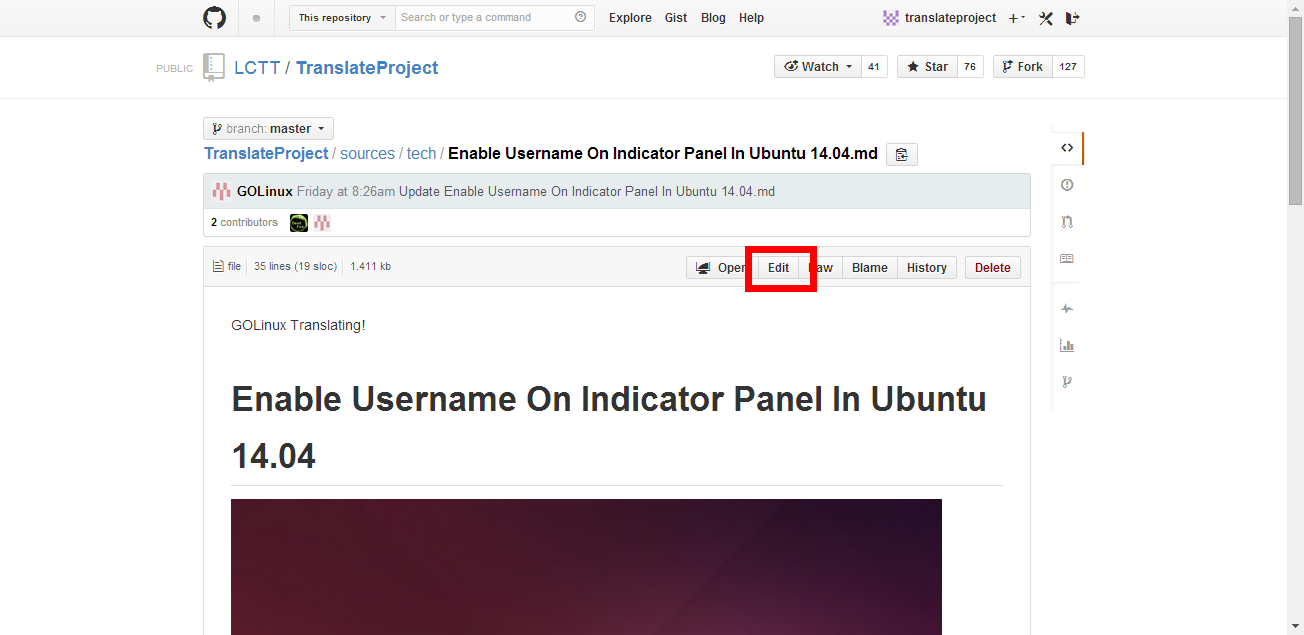 This repository Search or type a command Explore Gist Blog Help translateproject
PUBLIC LCTT / TranslateProject Watch 41 Star 76 Fork 127
branch: master
TranslateProject / sources / tech / Enable Username On Indicator Panel In Ubuntu 14.04.md
GOLinux Friday at 8:26am Update Enable Username On Indicator Panel In Ubuntu 14.04.md
2 contributors
file 35 lines (19 sloc) 1.411 kb Open Edit Raw Blame History Delete
GOLinux Translating!
Enable Username On Indicator Panel In Ubuntu
14.04